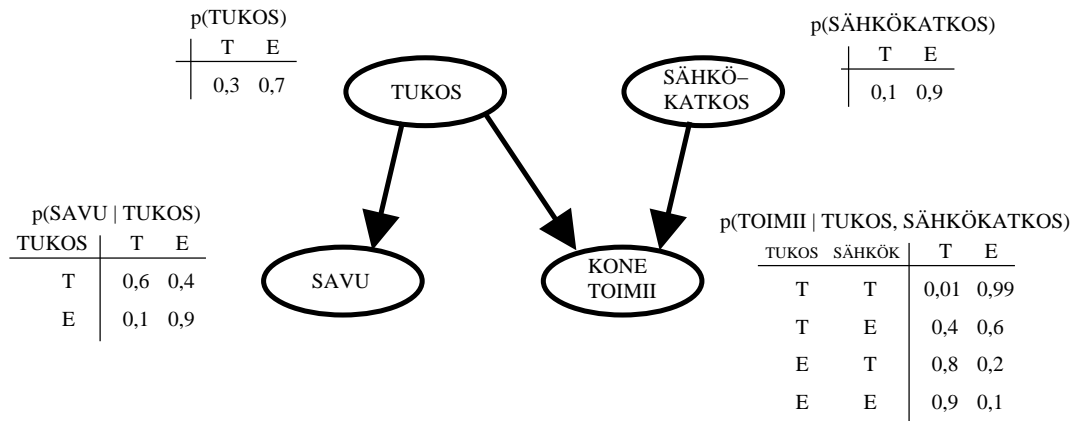 p(TUKOS)
T E
0,3 0,7
p(SÄHKÖKATKOS)
T E
0,1 0,9
TUKOS
SÄHKÖ–
KATKOS
p(SAVU | TUKOS)
TUKOS T E
T 0,6 0,4
E 0,1 0,9
SAVU
KONE
TOIMII
p(TOIMII | TUKOS, SÄHKÖKATKOS)
TUKOS SÄHKÖK T E
T T 0,01 0,99
T E 0,4 0,6
E T 0,8 0,2
E E 0,9 0,1